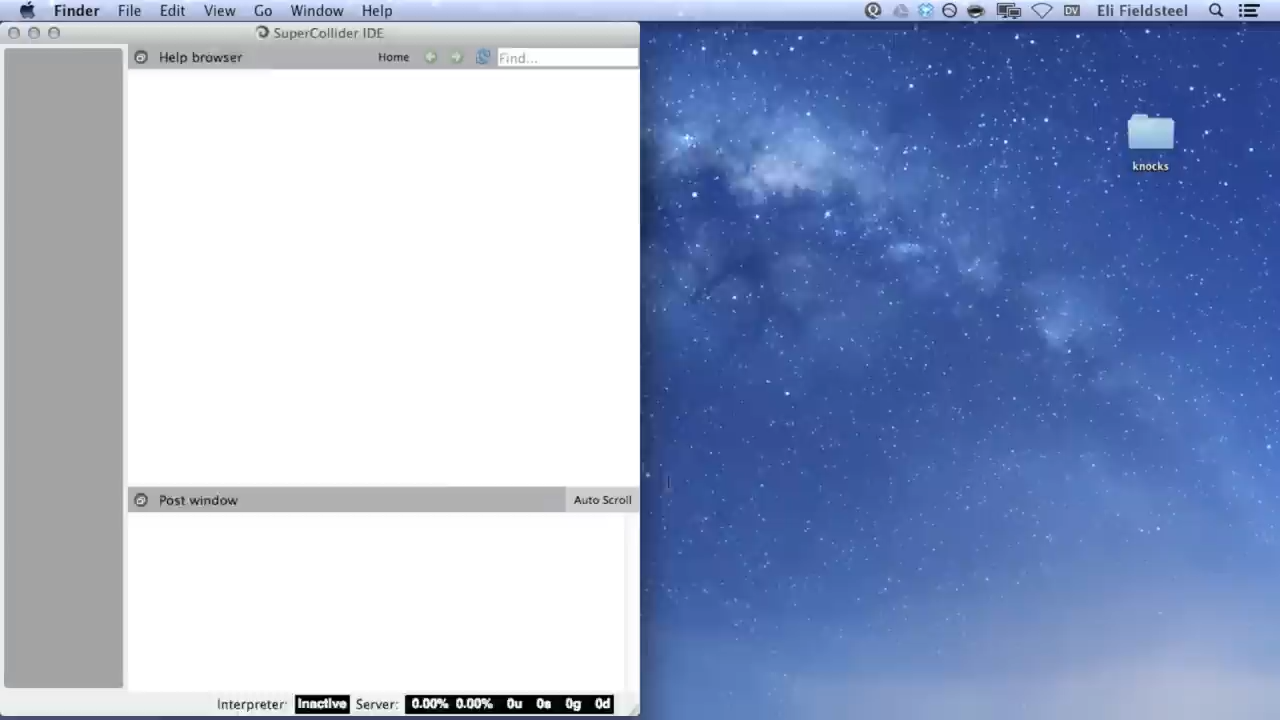 Finder File Edit View Go Window Help DV Eli Fieldsteel
SuperCollider IDE
Help browser Home Find...
knocks
Post window Auto Scroll
Interpreter: Inactive Server: 0.00% 0.00% 0u 0s 0g 0d